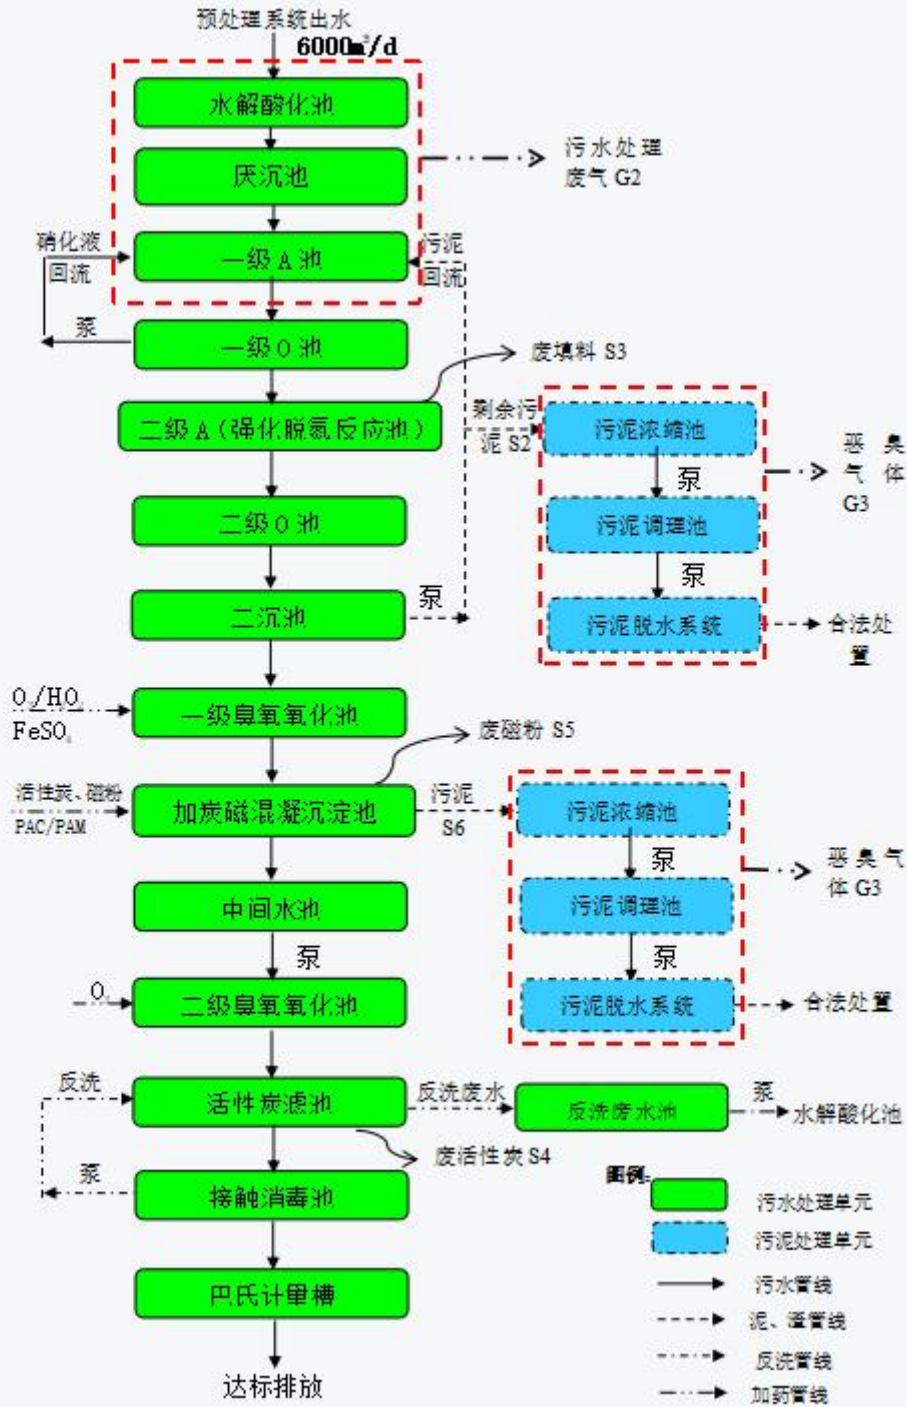 预处理系统出水
6000m³/d
水解酸化池
厌沉池
污水处理
废气 G2
硝化液
回流
一级 A 池
污泥
回流
泵
一级 O 池
废填料 S3
二级 A（强化脱氮反应池）
剩余污
泥 S2
污泥浓缩池
泵
恶臭
气体
G3
二级 O 池
污泥调理池
泵
二沉池
泵
污泥脱水系统
合法处
置
O₃/HO₂
FeSO₄
一级臭氧氧化池
废磁粉 S5
活性炭、磁粉
PAC/PAM
加炭磁混凝沉淀池
污泥
S6
污泥浓缩池
泵
恶臭气
体 G3
中间水池
污泥调理池
泵
泵
O₃
二级臭氧氧化池
污泥脱水系统
合法处置
反洗
活性炭滤池
反洗废水
反洗废水池
泵
水解酸化池
废活性炭 S4
泵
接触消毒池
巴氏计量槽
达标排放
图例：
污水处理单元
污泥处理单元
污水管线
泥、渣管线
反洗管线
加药管线